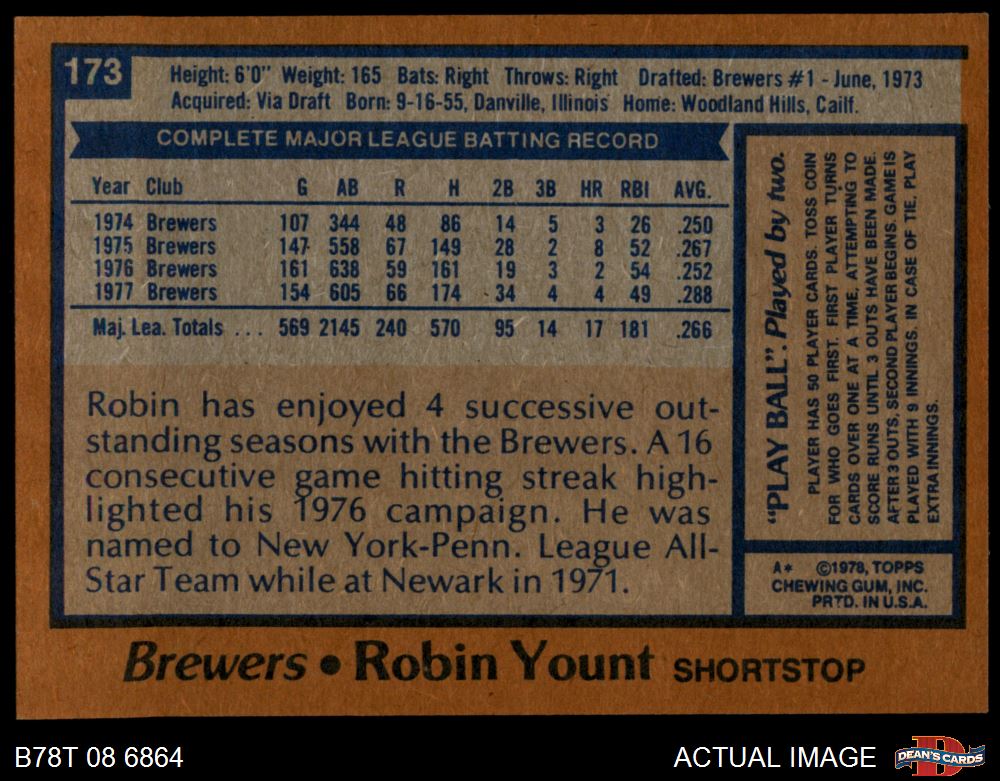 173
Height: 6'0" Weight: 165 Bats: Right Throws: Right Drafted: Brewers #1 - June, 1973
Acquired: Via Draft Born: 9-16-55, Danville, Illinois Home: Woodland Hills, Cailf.
COMPLETE MAJOR LEAGUE BATTING RECORD
Year Club G AB R H 2B 3B HR RBI AVG.
1974 Brewers 107 344 48 86 14 5 3 26 .250
1975 Brewers 147 558 67 149 28 2 8 52 .267
1976 Brewers 161 638 59 161 19 3 2 54 .252
1977 Brewers 154 605 66 174 34 4 4 49 .288
Maj. Lea. Totals ... 569 2145 240 570 95 14 17 181 .266
Robin has enjoyed 4 successive out-
standing seasons with the Brewers. A 16
consecutive game hitting streak high-
lighted his 1976 campaign. He was
named to New York-Penn. League All-
Star Team while at Newark in 1971.
"PLAY BALL". Played by two.
PLAYER HAS 50 PLAYER CARDS. TOSS COIN
FOR WHO GOES FIRST. FIRST PLAYER TURNS
CARDS OVER ONE AT A TIME, ATTEMPTING TO
SCORE RUNS UNTIL 3 OUTS HAVE BEEN MADE.
AFTER 3 OUTS, SECOND PLAYER BEGINS. GAME IS
PLAYED WITH 9 INNINGS. IN CASE OF TIE, PLAY
EXTRA INNINGS.
A* ©1978, TOPPS
CHEWING GUM, INC.
PRTD. IN U.S.A.
Brewers • Robin Yount SHORTSTOP
B78T 08 6864
ACTUAL IMAGE
D
DEAN'S CARDS